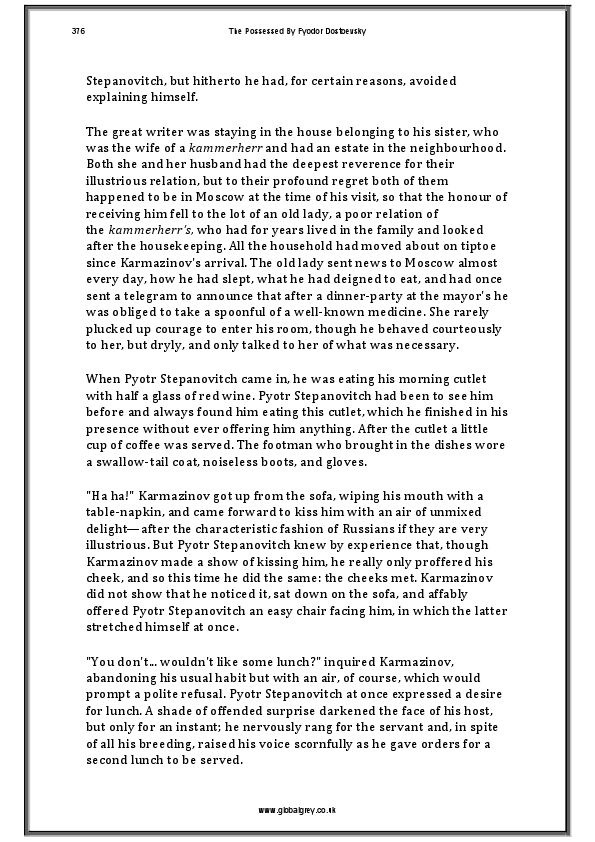 376
The Possessed By Fyodor Dostoevsky
Stepanovitch, but hitherto he had, for certain reasons, avoided
explaining himself.
The great writer was staying in the house belonging to his sister, who
was the wife of a kammerherr and had an estate in the neighbourhood.
Both she and her husband had the deepest reverence for their
illustrious relation, but to their profound regret both of them
happened to be in Moscow at the time of his visit, so that the honour of
receiving him fell to the lot of an old lady, a poor relation of
the kammerherr's, who had for years lived in the family and looked
after the housekeeping. All the household had moved about on tiptoe
since Karmazinov's arrival. The old lady sent news to Moscow almost
every day, how he had slept, what he had deigned to eat, and had once
sent a telegram to announce that after a dinner-party at the mayor's he
was obliged to take a spoonful of a well-known medicine. She rarely
plucked up courage to enter his room, though he behaved courteously
to her, but dryly, and only talked to her of what was necessary.
When Pyotr Stepanovitch came in, he was eating his morning cutlet
with half a glass of red wine. Pyotr Stepanovitch had been to see him
before and always found him eating this cutlet, which he finished in his
presence without ever offering him anything. After the cutlet a little
cup of coffee was served. The footman who brought in the dishes wore
a swallow-tail coat, noiseless boots, and gloves.
"Ha ha!" Karmazinov got up from the sofa, wiping his mouth with a
table-napkin, and came forward to kiss him with an air of unmixed
delight—after the characteristic fashion of Russians if they are very
illustrious. But Pyotr Stepanovitch knew by experience that, though
Karmazinov made a show of kissing him, he really only proffered his
cheek, and so this time he did the same: the cheeks met. Karmazinov
did not show that he noticed it, sat down on the sofa, and affably
offered Pyotr Stepanovitch an easy chair facing him, in which the latter
stretched himself at once.
"You don't... wouldn't like some lunch?" inquired Karmazinov,
abandoning his usual habit but with an air, of course, which would
prompt a polite refusal. Pyotr Stepanovitch at once expressed a desire
for lunch. A shade of offended surprise darkened the face of his host,
but only for an instant; he nervously rang for the servant and, in spite
of all his breeding, raised his voice scornfully as he gave orders for a
second lunch to be served.
www.globalgrey.co.uk